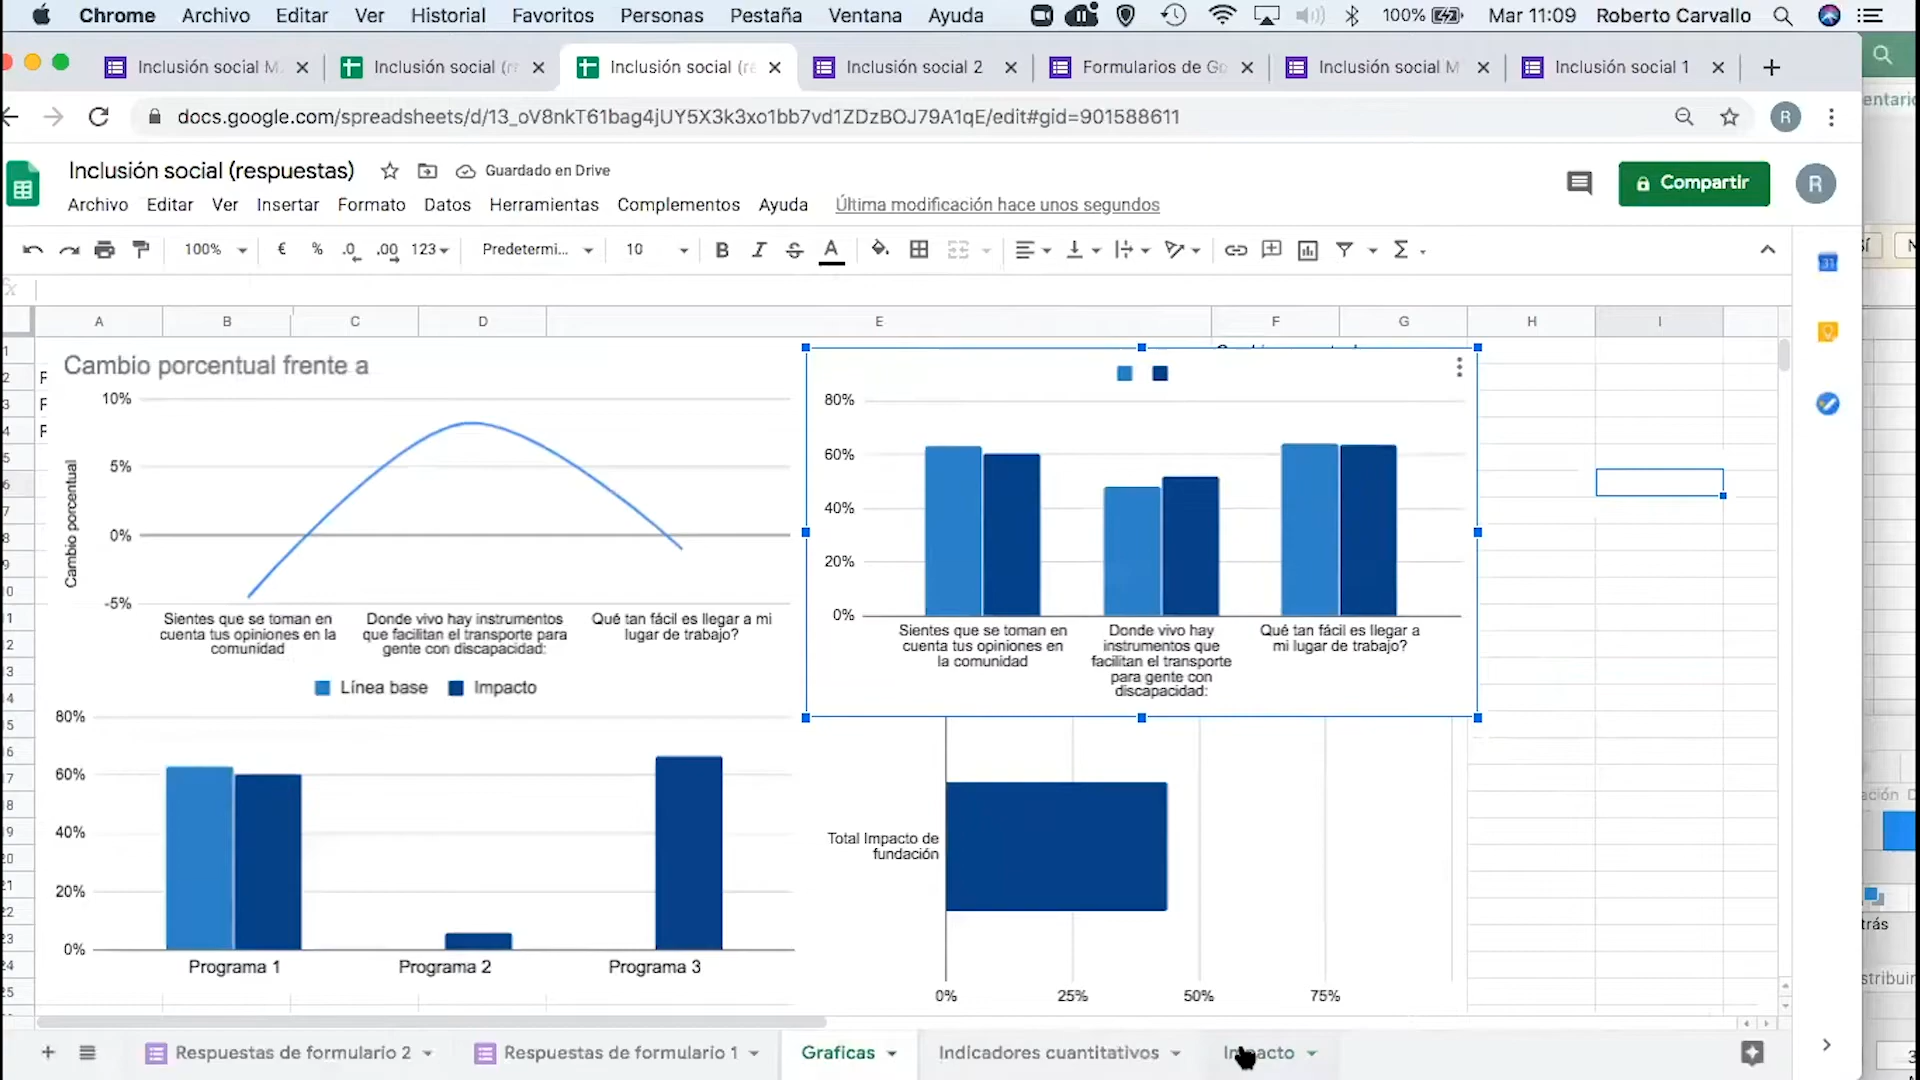 Chrome Archivo Editar Ver Historial Favoritos Personas Pestaña Ventana Ayuda 100% Mar 11:09 Roberto Carvallo
Inclusión social M
Inclusión social (r
Inclusión social (re
Inclusión social 2
Formularios de Go
Inclusión social M
Inclusión social 1
docs.google.com/spreadsheets/d/13_oV8nkT61bag4jUY5X3k3xo1bb7vd1ZDzBOJ79A1qE/edit#gid=901588611
R
Inclusión social (respuestas)
Guardado en Drive
Compartir
R
Archivo Editar Ver Insertar Formato Datos Herramientas Complementos Ayuda Última modificación hace unos segundos
100% € % .0 .00 123 Predetermi... 10 B I S A Σ
31
fx
A B C D E F G H I
Cambio porcentual frente a
10%
5%
0%
-5%
Cambio porcentual
Sientes que se toman en
cuenta tus opiniones en la
comunidad
Donde vivo hay instrumentos
que facilitan el transporte para
gente con discapacidad:
Qué tan fácil es llegar a mi
lugar de trabajo?
80%
60%
40%
20%
0%
Sientes que se toman en
cuenta tus opiniones en
la comunidad
Donde vivo hay
instrumentos que
facilitan el transporte
para gente con
discapacidad:
Qué tan fácil es llegar a
mi lugar de trabajo?
Línea base Impacto
80%
60%
40%
20%
0%
Programa 1 Programa 2 Programa 3
Total Impacto de
fundación
0% 25% 50% 75%
Respuestas de formulario 2
Respuestas de formulario 1
Graficas
Indicadores cuantitativos